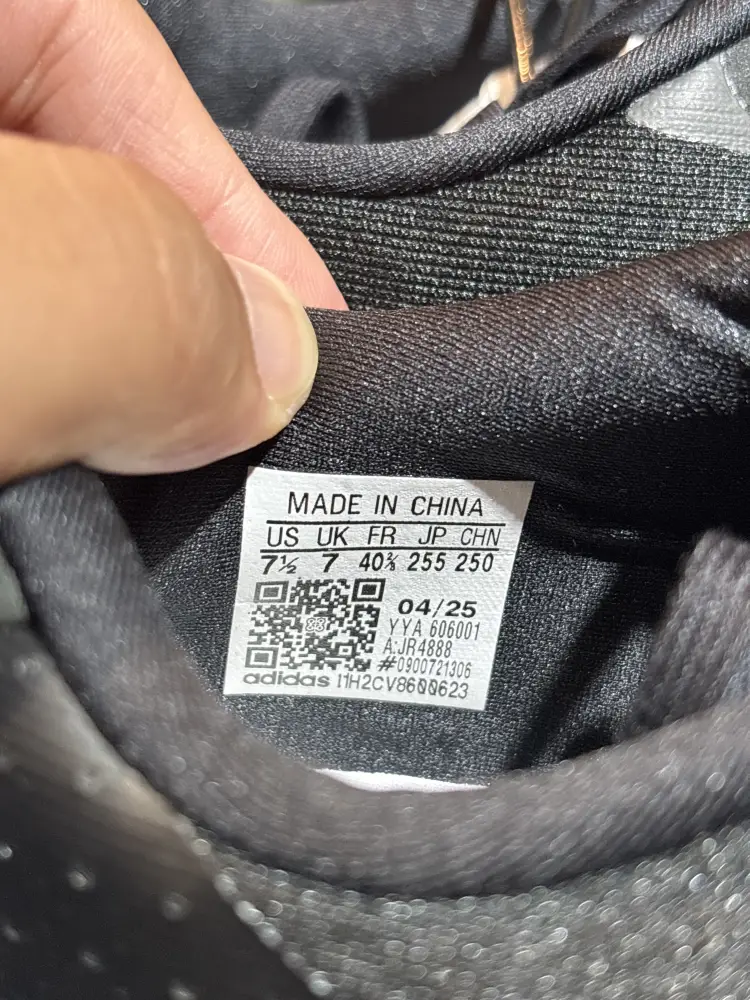 MADE IN CHINA
US UK FR JP CHN
7½ 7 40⅔ 255 250
04/25
YYA 606001
A:JR4888
#0900721306
adidas I1H2CV8600623